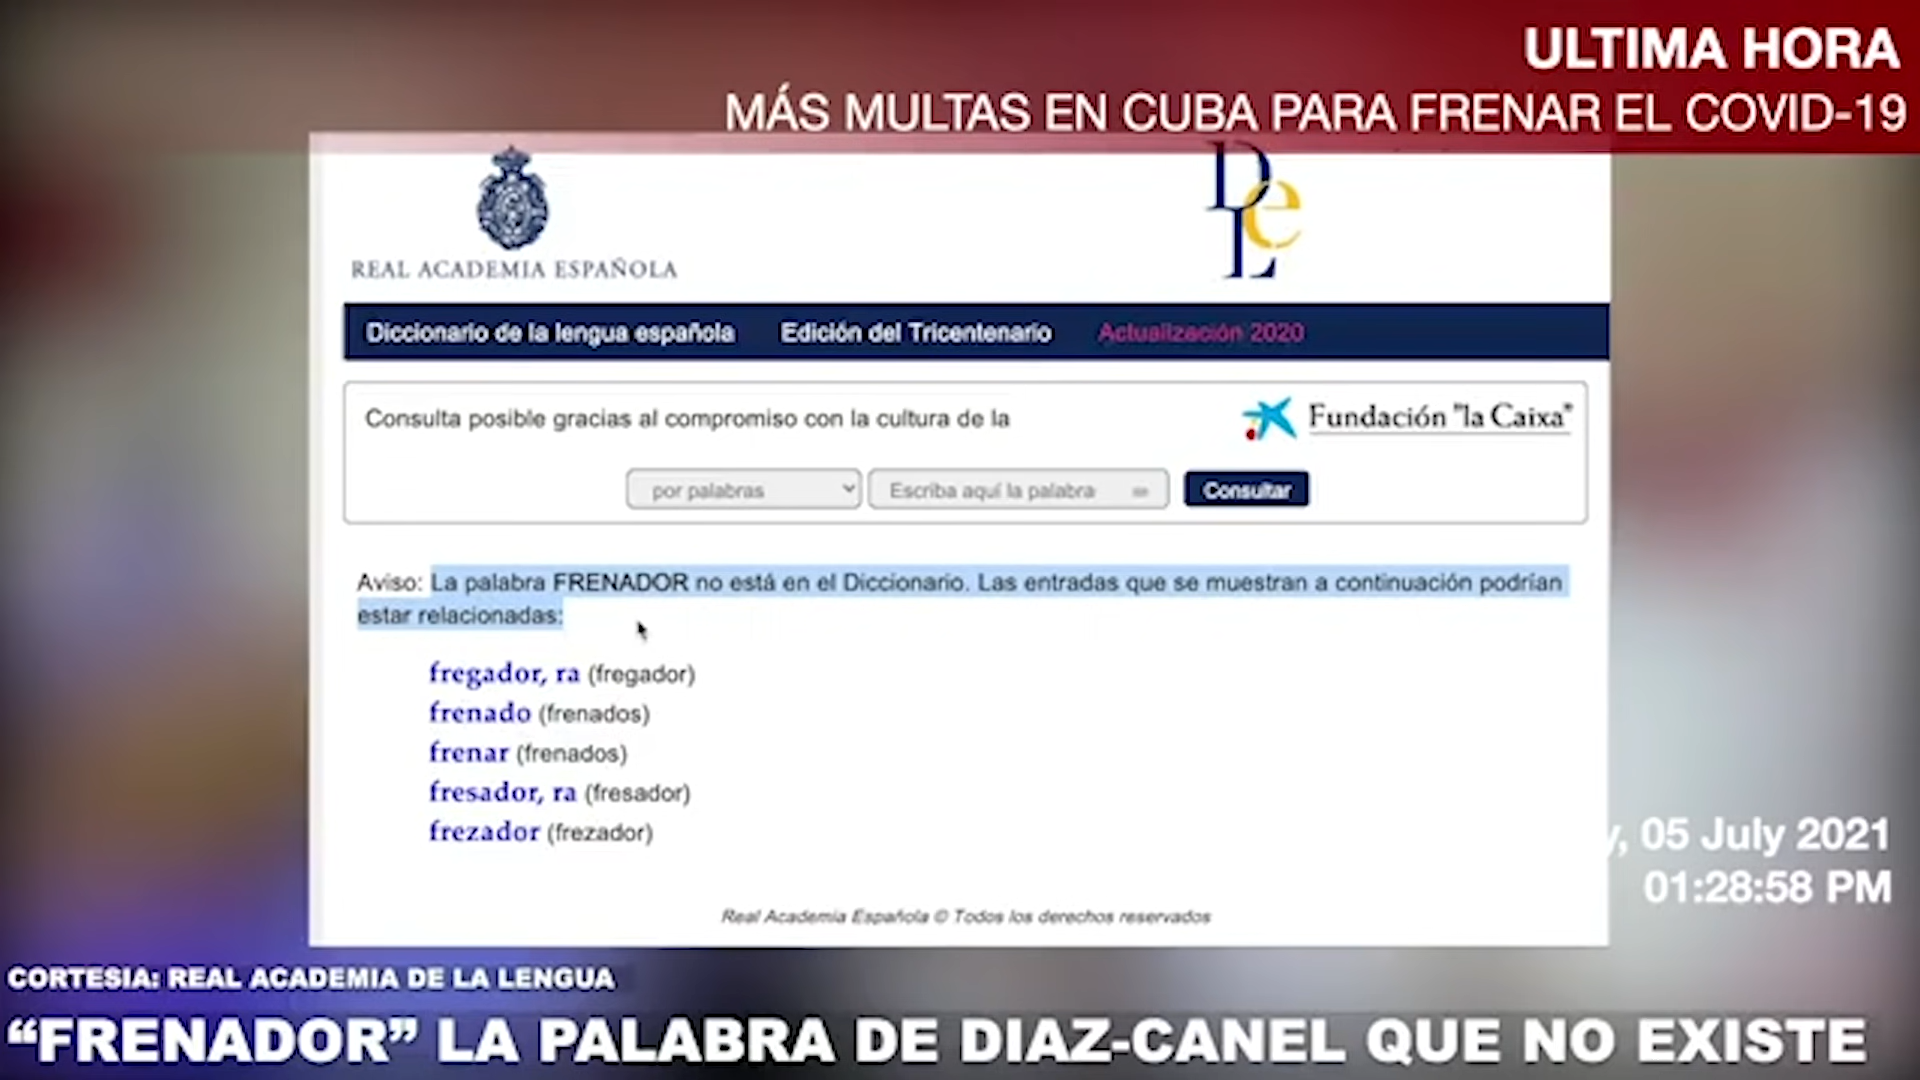 ULTIMA HORA
MÁS MULTAS EN CUBA PARA FRENAR EL COVID-19
REAL ACADEMIA ESPAÑOLA
DLe
Diccionario de la lengua española Edición del Tricentenario Actualización 2020
Consulta posible gracias al compromiso con la cultura de la
Fundación "la Caixa"
por palabras Escriba aquí la palabra Consultar
Aviso: La palabra FRENADOR no está en el Diccionario. Las entradas que se muestran a continuación podrían
estar relacionadas:
fregador, ra (fregador)
frenado (frenados)
frenar (frenados)
fresador, ra (fresador)
frezador (frezador)
Real Academia Española © Todos los derechos reservados
y, 05 July 2021
01:28:58 PM
CORTESIA: REAL ACADEMIA DE LA LENGUA
“FRENADOR” LA PALABRA DE DIAZ-CANEL QUE NO EXISTE